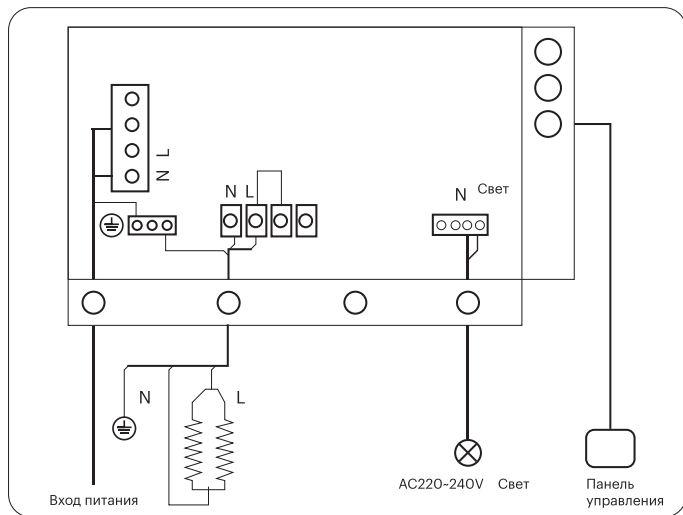 N L
N L
N Свет
N L
AC220-240V Свет
Вход питания
Панель
управления